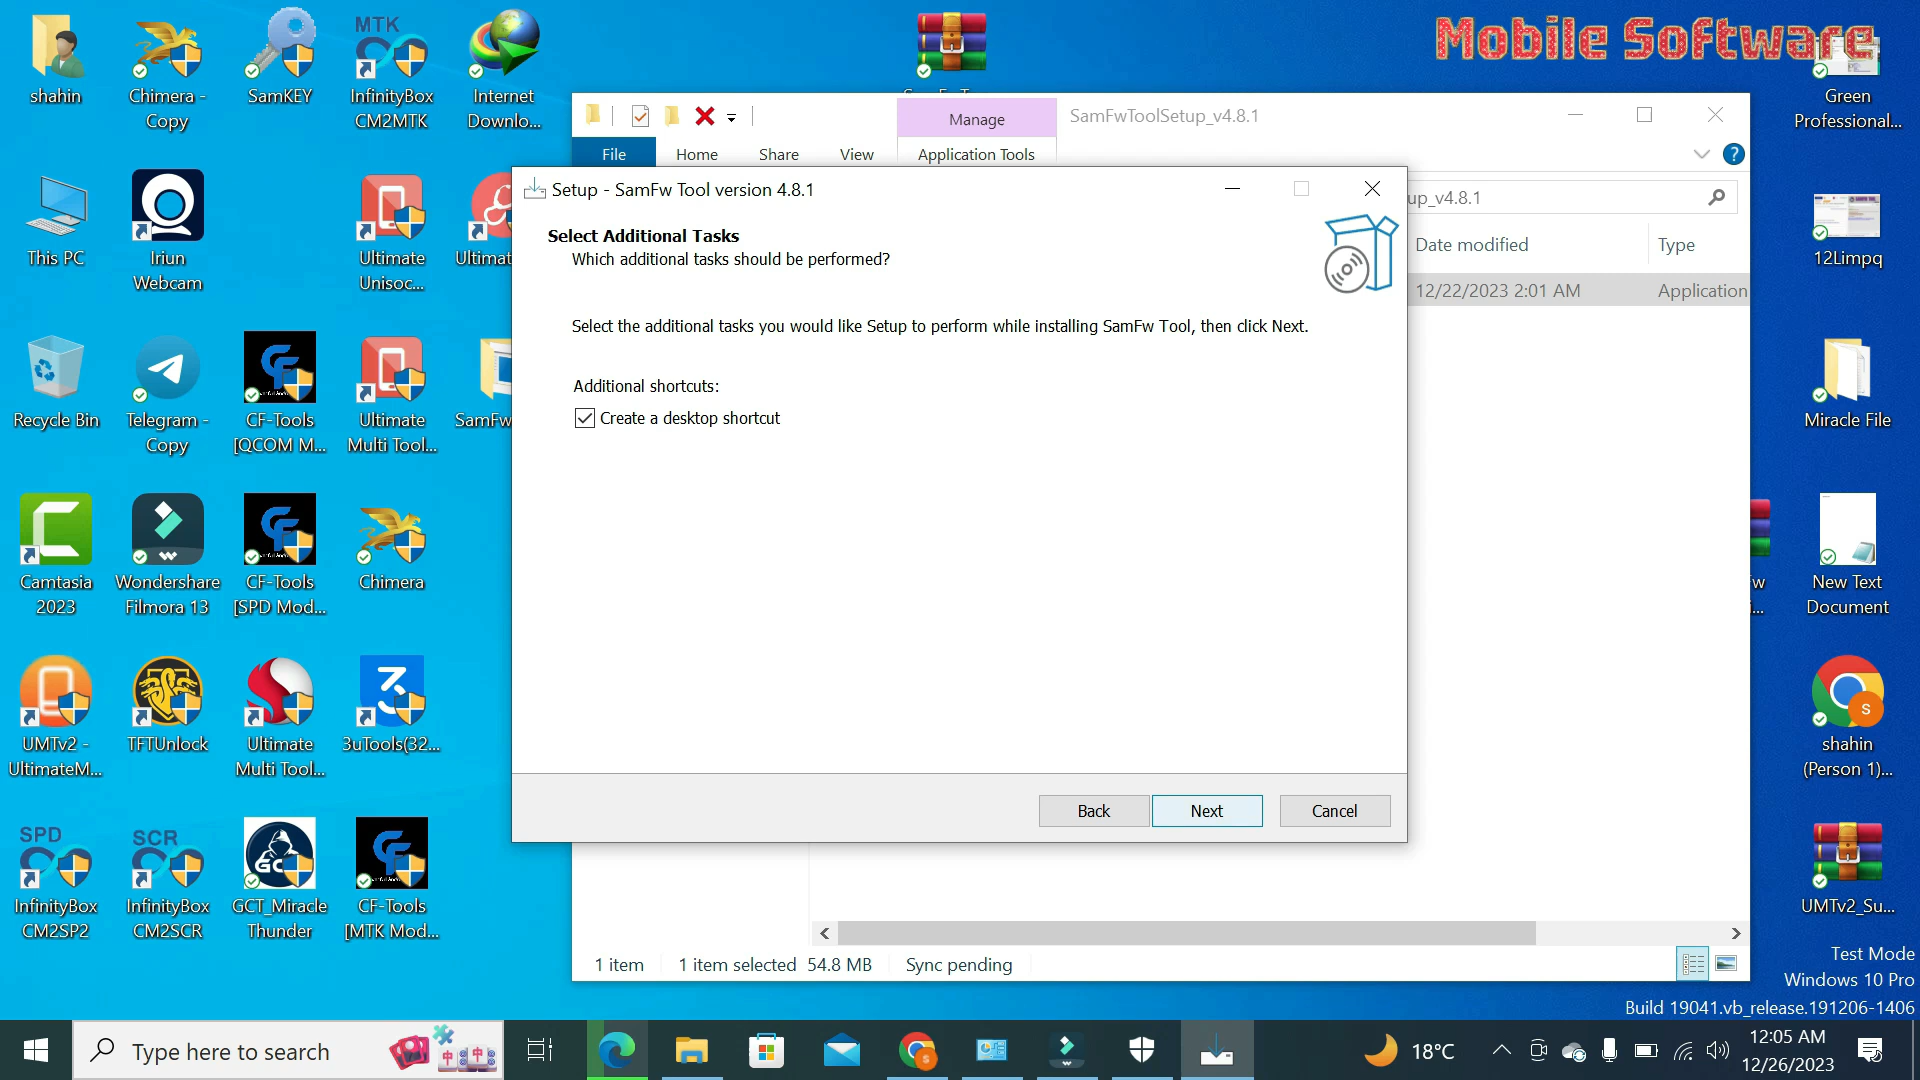 Mobile Software
shahin
Chimera -
Copy
SamKEY
MTK
InfinityBox
CM2MTK
Internet
Downlo...
Green
Professional...
Manage
SamFwToolSetup_v4.8.1
File
Home
Share
View
Application Tools
up_v4.8.1
Date modified
Type
12/22/2023 2:01 AM
Application
Setup - SamFw Tool version 4.8.1
Select Additional Tasks
Which additional tasks should be performed?
Select the additional tasks you would like Setup to perform while installing SamFw Tool, then click Next.
Additional shortcuts:
Create a desktop shortcut
Back
Next
Cancel
This PC
Iriun
Webcam
Ultimate
Unisoc...
Ultimat
12Limpq
Recycle Bin
Telegram -
Copy
CF-Tools
[QCOM M...
Ultimate
Multi Tool...
SamFw
Miracle File
Camtasia
2023
Wondershare
Filmora 13
CF-Tools
[SPD Mod...
Chimera
New Text
Document
UMTv2 -
UltimateM...
TFTUnlock
Ultimate
Multi Tool...
3uTools(32...
shahin
(Person 1)...
SPD
InfinityBox
CM2SP2
SCR
InfinityBox
CM2SCR
GCT_Miracle
Thunder
CF-Tools
[MTK Mod...
UMTv2_Su...
1 item
1 item selected 54.8 MB
Sync pending
Test Mode
Windows 10 Pro
Build 19041.vb_release.191206-1406
Type here to search
18°C
12:05 AM
12/26/2023